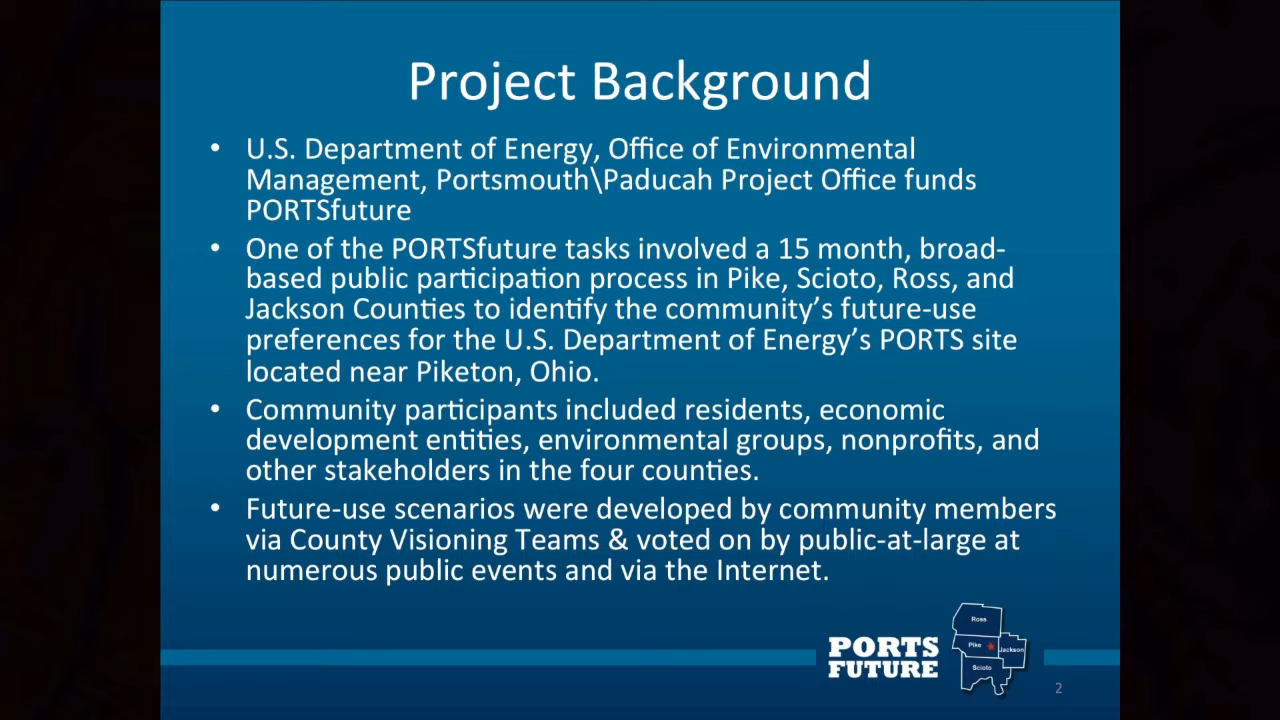 Project Background
• U.S. Department of Energy, Office of Environmental
Management, Portsmouth\Paducah Project Office funds
PORTSfuture
• One of the PORTSfuture tasks involved a 15 month, broad-
based public participation process in Pike, Scioto, Ross, and
Jackson Counties to identify the community’s future-use
preferences for the U.S. Department of Energy’s PORTS site
located near Piketon, Ohio.
• Community participants included residents, economic
development entities, environmental groups, nonprofits, and
other stakeholders in the four counties.
• Future-use scenarios were developed by community members
via County Visioning Teams & voted on by public-at-large at
numerous public events and via the Internet.
PORTS
FUTURE
Ross
Pike
Jackson
Scioto
2